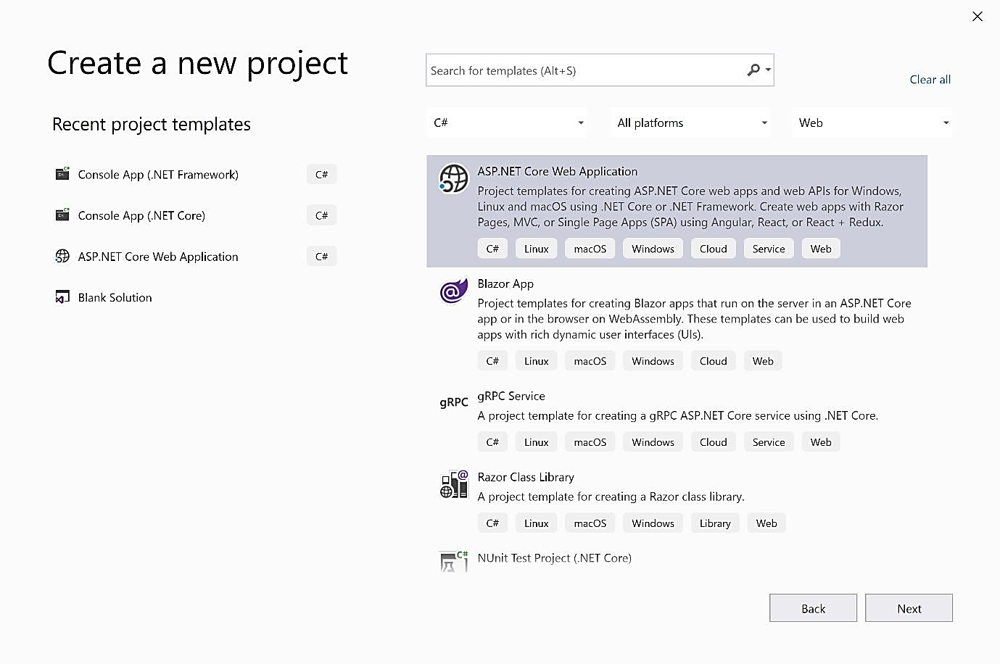 Create a new project
Search for templates (Alt+S)
Clear all
Recent project templates
C#
All platforms
Web
Console App (.NET Framework)
C#
Console App (.NET Core)
C#
ASP.NET Core Web Application
C#
Blank Solution
ASP.NET Core Web Application
Project templates for creating ASP.NET Core web apps and web APIs for Windows,
Linux and macOS using .NET Core or .NET Framework. Create web apps with Razor
Pages, MVC, or Single Page Apps (SPA) using Angular, React, or React + Redux.
C# Linux macOS Windows Cloud Service Web
Blazor App
Project templates for creating Blazor apps that run on the server in an ASP.NET Core
app or in the browser on WebAssembly. These templates can be used to build web
apps with rich dynamic user interfaces (UIs).
C# Linux macOS Windows Cloud Web
gRPC
gRPC Service
A project template for creating a gRPC ASP.NET Core service using .NET Core.
C# Linux macOS Windows Cloud Service Web
Razor Class Library
A project template for creating a Razor class library.
C# Linux macOS Windows Library Web
NUnit Test Project (.NET Core)
Back
Next